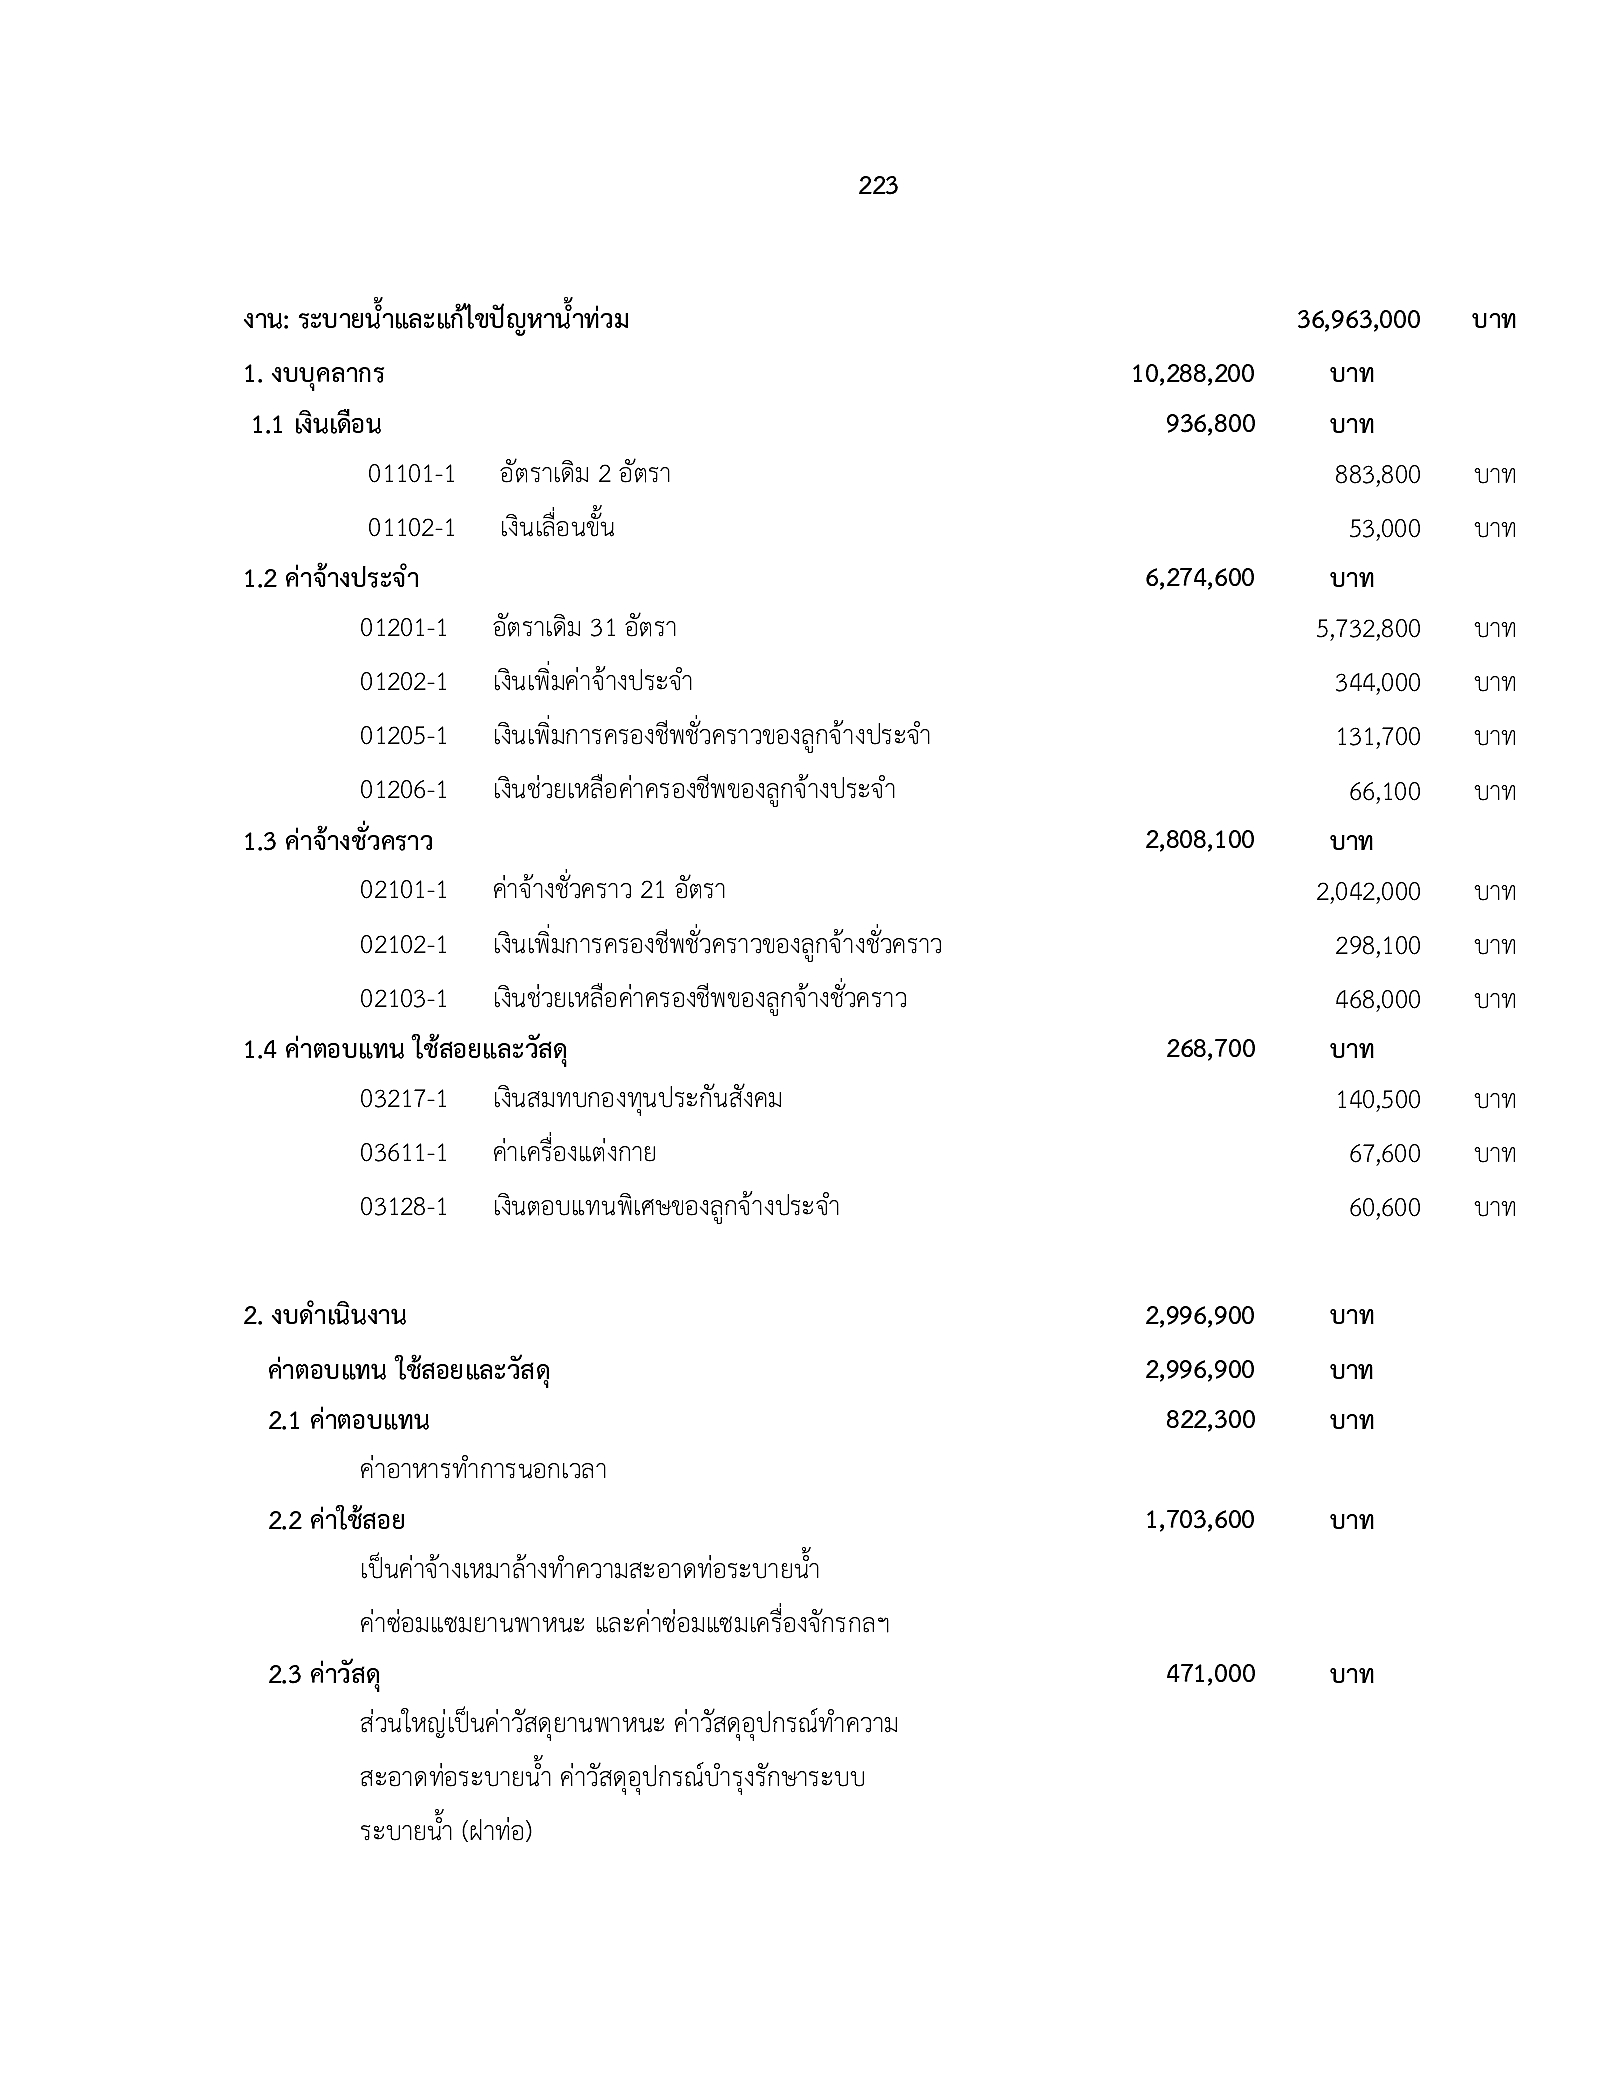 223
งาน: ระบายน้ำและแก้ไขปัญหาน้ำท่วม 36,963,000 บาท
1. งบบุคลากร 10,288,200 บาท
1.1 เงินเดือน 936,800 บาท
01101-1 อัตราเดิม 2 อัตรา 883,800 บาท
01102-1 เงินเลื่อนขั้น 53,000 บาท
1.2 ค่าจ้างประจำ 6,274,600 บาท
01201-1 อัตราเดิม 31 อัตรา 5,732,800 บาท
01202-1 เงินเพิ่มค่าจ้างประจำ 344,000 บาท
01205-1 เงินเพิ่มการครองชีพชั่วคราวของลูกจ้างประจำ 131,700 บาท
01206-1 เงินช่วยเหลือค่าครองชีพของลูกจ้างประจำ 66,100 บาท
1.3 ค่าจ้างชั่วคราว 2,808,100 บาท
02101-1 ค่าจ้างชั่วคราว 21 อัตรา 2,042,000 บาท
02102-1 เงินเพิ่มการครองชีพชั่วคราวของลูกจ้างชั่วคราว 298,100 บาท
02103-1 เงินช่วยเหลือค่าครองชีพของลูกจ้างชั่วคราว 468,000 บาท
1.4 ค่าตอบแทน ใช้สอยและวัสดุ 268,700 บาท
03217-1 เงินสมทบกองทุนประกันสังคม 140,500 บาท
03611-1 ค่าเครื่องแต่งกาย 67,600 บาท
03128-1 เงินตอบแทนพิเศษของลูกจ้างประจำ 60,600 บาท
2. งบดำเนินงาน 2,996,900 บาท
ค่าตอบแทน ใช้สอยและวัสดุ 2,996,900 บาท
2.1 ค่าตอบแทน 822,300 บาท
ค่าอาหารทำการนอกเวลา
2.2 ค่าใช้สอย 1,703,600 บาท
เป็นค่าจ้างเหมาล้างทำความสะอาดท่อระบายน้ำ
ค่าซ่อมแซมยานพาหนะ และค่าซ่อมแซมเครื่องจักรกลฯ
2.3 ค่าวัสดุ 471,000 บาท
ส่วนใหญ่เป็นค่าวัสดุยานพาหนะ ค่าวัสดุอุปกรณ์ทำความ
สะอาดท่อระบายน้ำ ค่าวัสดุอุปกรณ์บำรุงรักษาระบบ
ระบายน้ำ (ฝาท่อ)